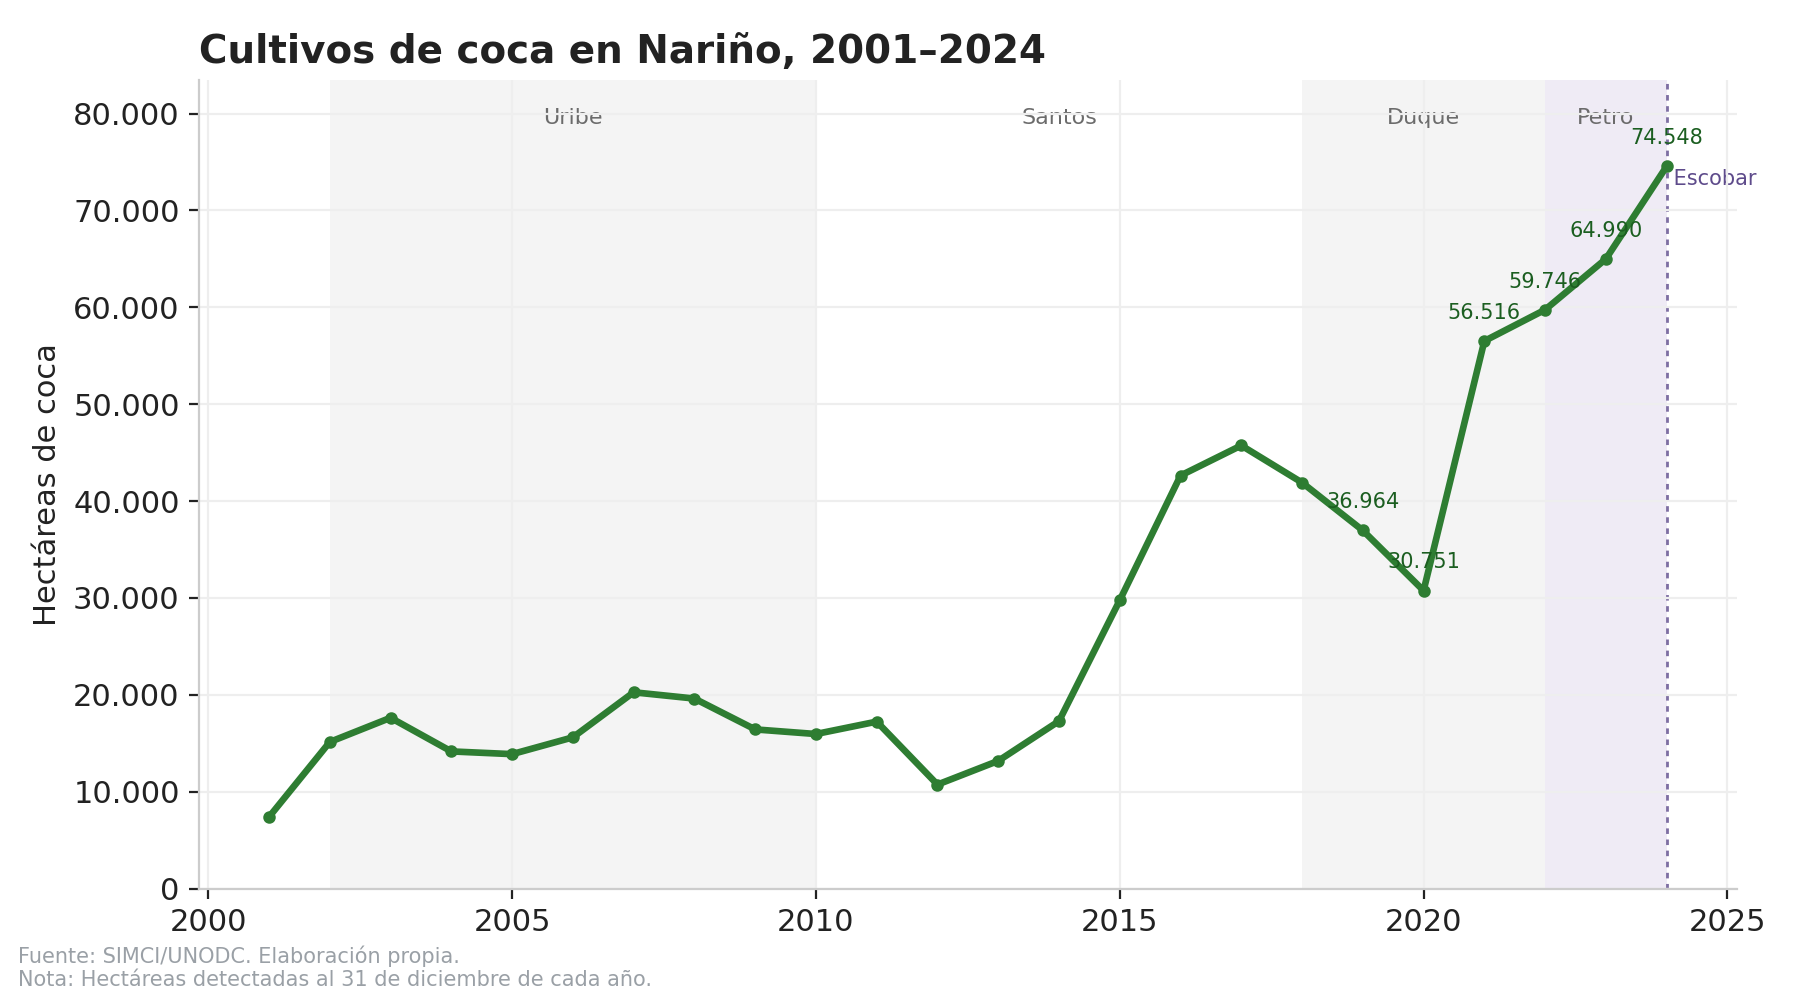 Cultivos de coca en Nariño, 2001–2024
Hectáreas de coca
80.000
70.000
60.000
50.000
40.000
30.000
20.000
10.000
0
Uribe
Santos
Duque
Petro
74.548
Escobar
64.990
59.746
56.516
36.964
30.751
2000
2005
2010
2015
2020
2025
Fuente: SIMCI/UNODC. Elaboración propia.
Nota: Hectáreas detectadas al 31 de diciembre de cada año.